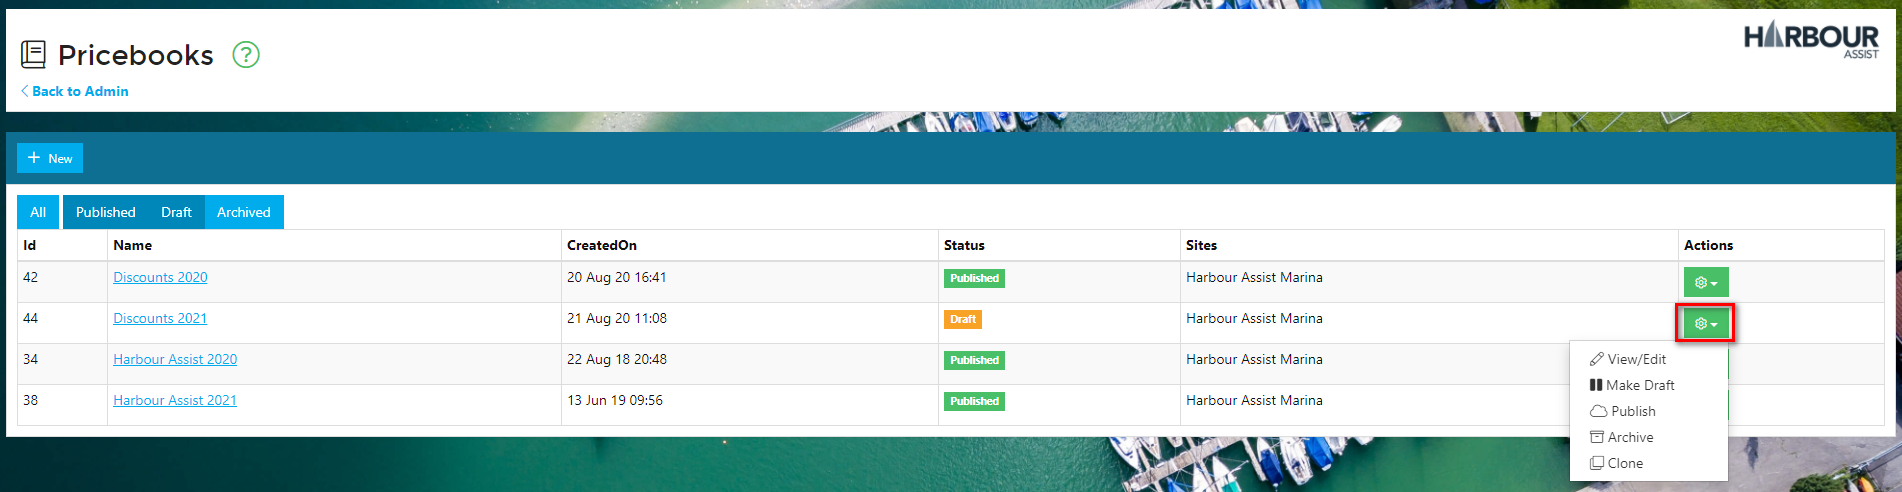 Pricebooks ?
HARBOUR
ASSIST
Back to Admin
+ New
All Published Draft Archived
Id Name CreatedOn Status Sites Actions
42 Discounts 2020 20 Aug 20 16:41 Published Harbour Assist Marina
44 Discounts 2021 21 Aug 20 11:08 Draft Harbour Assist Marina
34 Harbour Assist 2020 22 Aug 18 20:48 Published Harbour Assist Marina
38 Harbour Assist 2021 13 Jun 19 09:56 Published Harbour Assist Marina
View/Edit
Make Draft
Publish
Archive
Clone